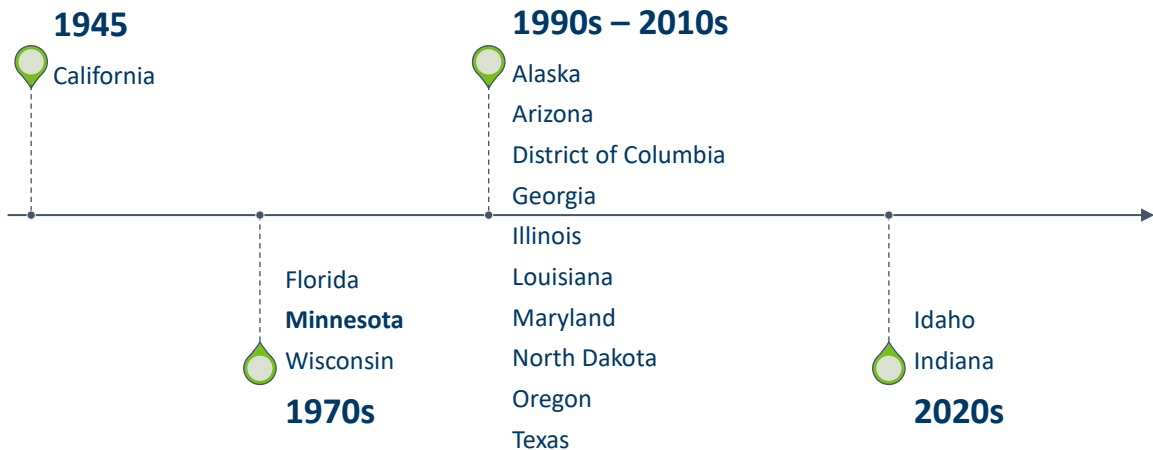 1945
California
Florida
Minnesota
Wisconsin
1970s
1990s – 2010s
Alaska
Arizona
District of Columbia
Georgia
Illinois
Louisiana
Maryland
North Dakota
Oregon
Texas
Idaho
Indiana
2020s